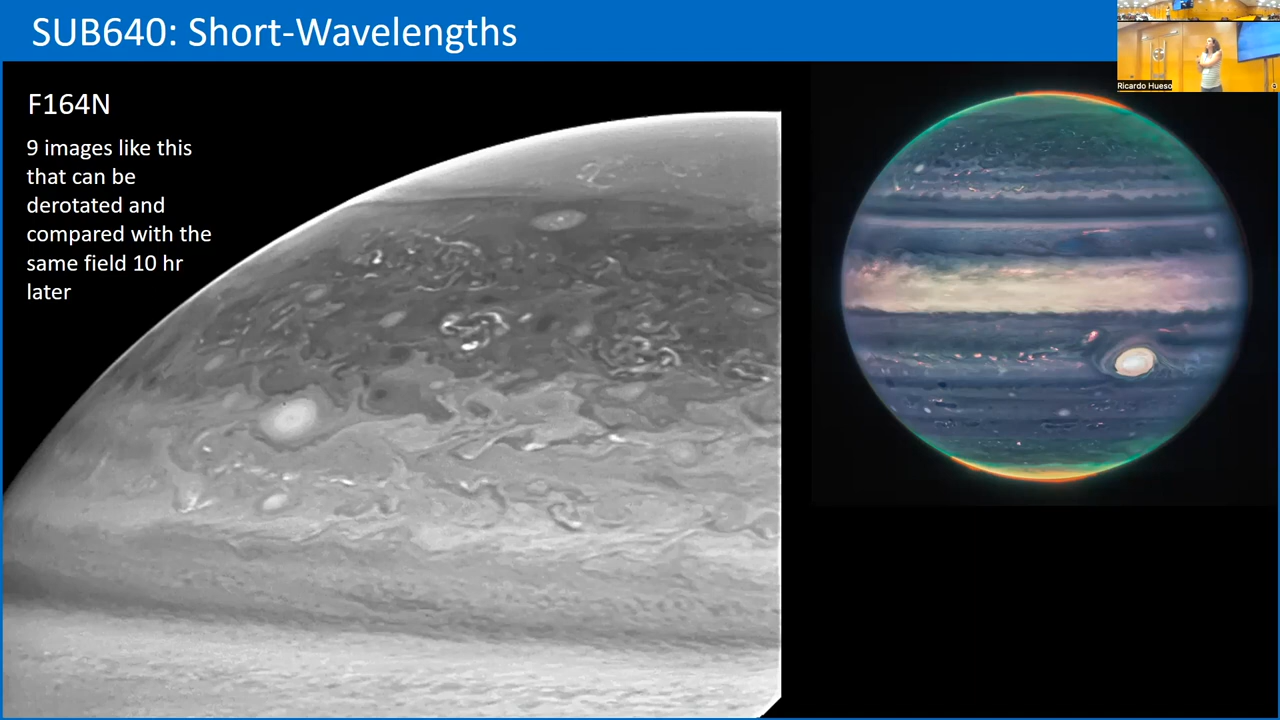 SUB640: Short-Wavelengths
Ricardo Hueso
F164N
9 images like this
that can be
derotated and
compared with the
same field 10 hr
later